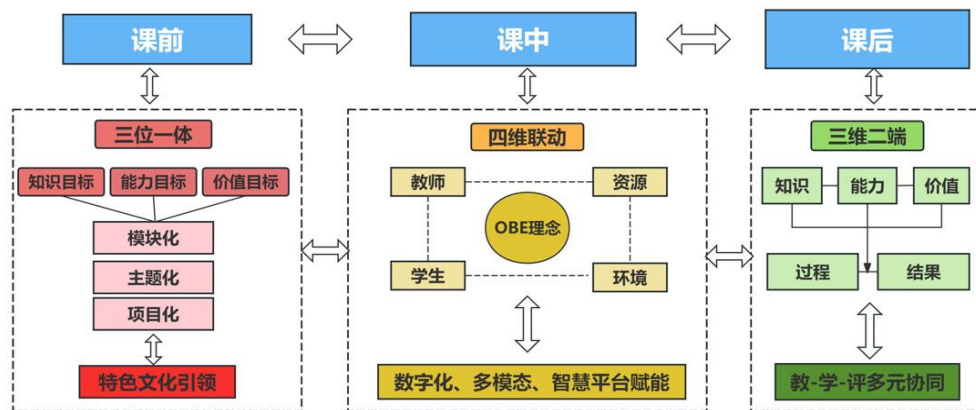 课前
课中
课后
三位一体
知识目标
能力目标
价值目标
模块化
主题化
项目化
特色文化引领
四维联动
教师
资源
OBE理念
学生
环境
数字化、多模态、智慧平台赋能
三维二端
知识
能力
价值
过程
结果
教-学-评多元协同